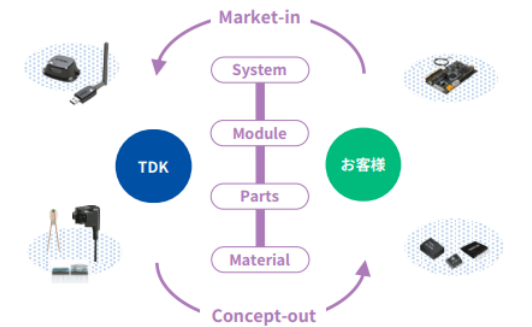 Market-in
System
Module
TDK
お客様
Parts
Material
Concept-out